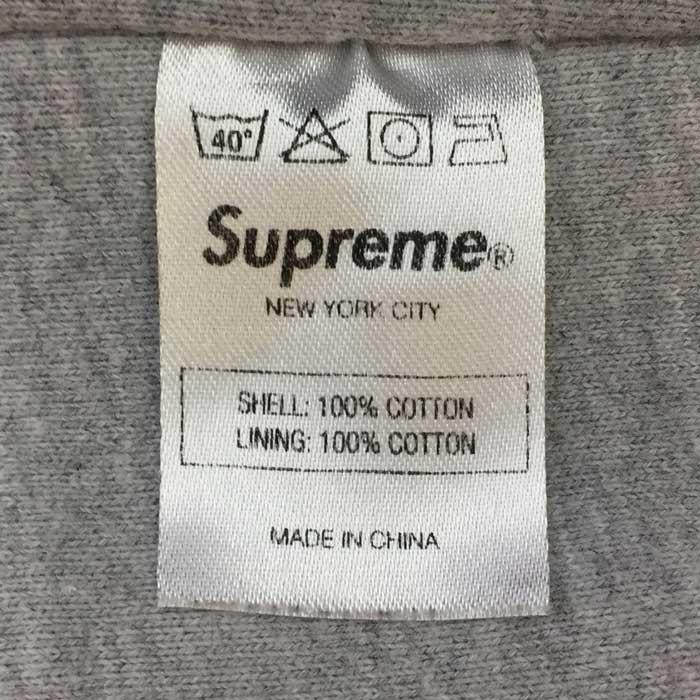 40°
Supreme®
NEW YORK CITY
SHELL: 100% COTTON
LINING: 100% COTTON
MADE IN CHINA